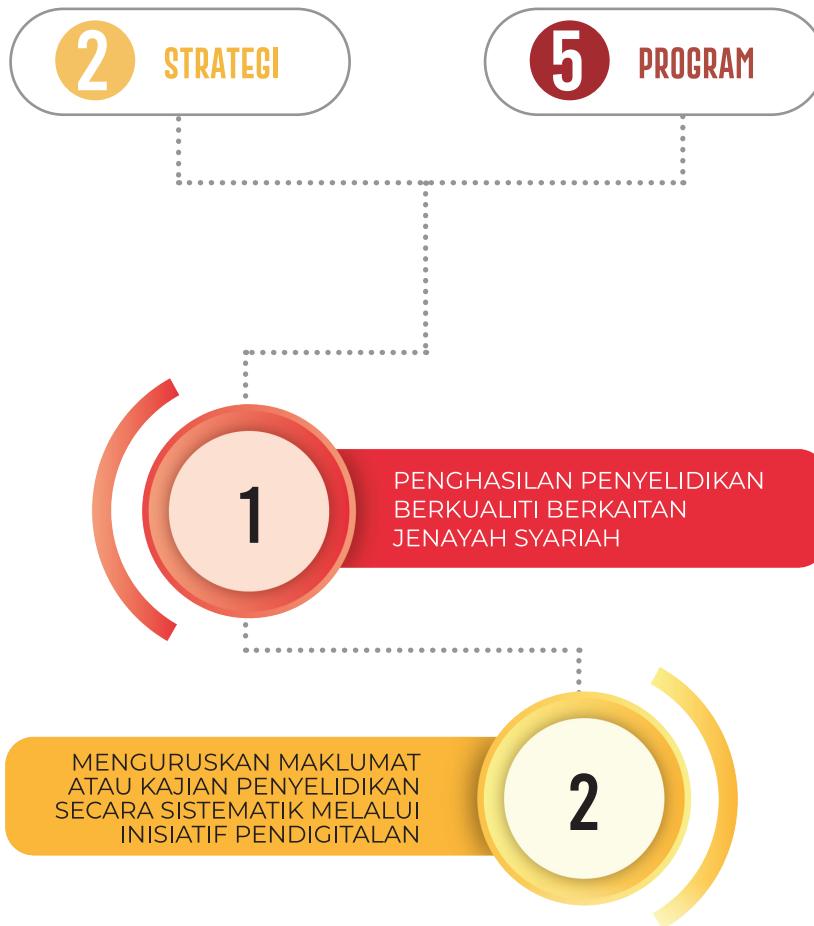 2 STRATEGI
5 PROGRAM
1
PENGHASILAN PENYELIDIKAN
BERKUALITI BERKAITAN
JENAYAH SYARIAH
MENGURUSKAN MAKLUMAT
ATAU KAJIAN PENYELIDIKAN
SECARA SISTEMATIK MELALUI
INISIATIF PENDIGITALAN
2